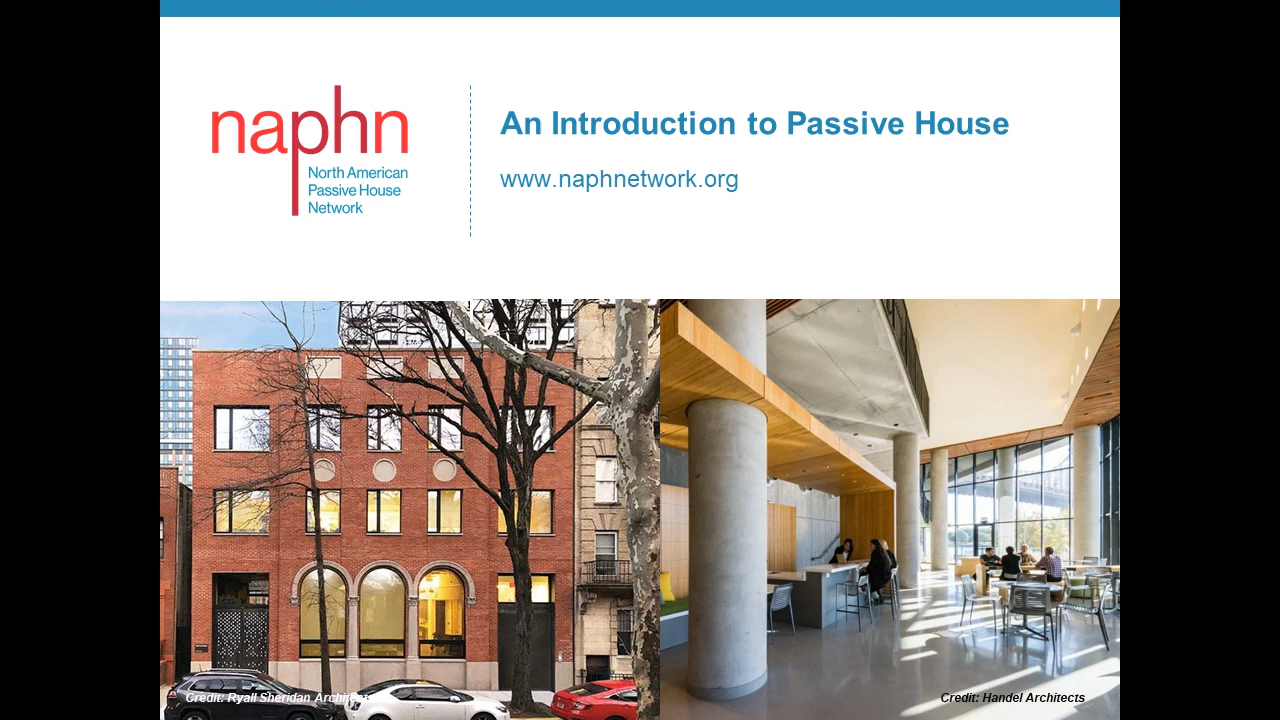 naphn
North American
Passive House
Network
An Introduction to Passive House
www.naphnetwork.org
Credit: Ryall Sheridan Architects
Credit: Handel Architects